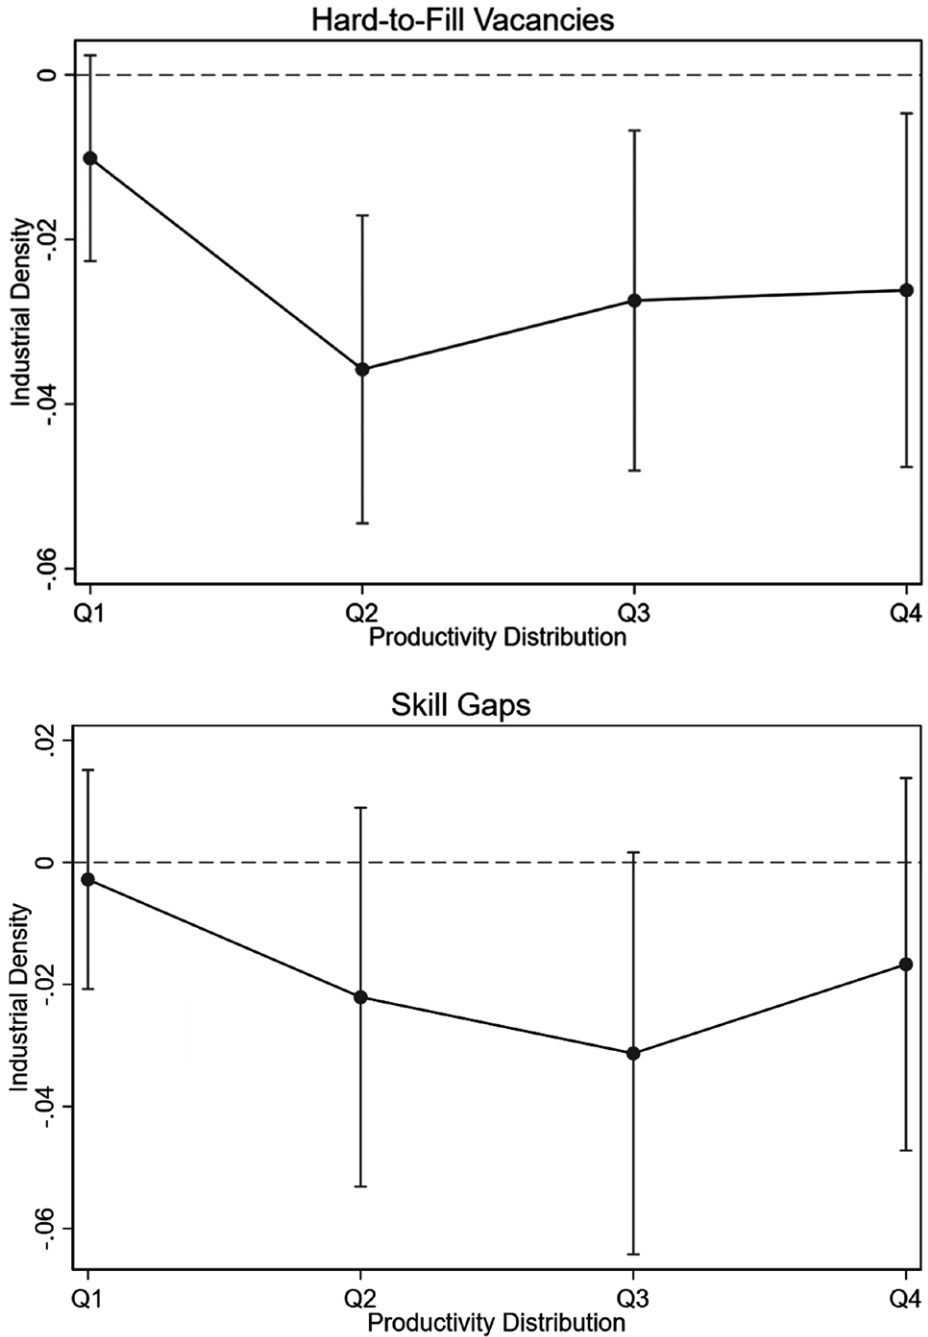 Hard-to-Fill Vacancies
0
-.02
-.04
-.06
Industrial Density
Q1 Q2 Q3 Q4
Productivity Distribution
Skill Gaps
.02
0
-.02
-.04
-.06
Industrial Density
Q1 Q2 Q3 Q4
Productivity Distribution